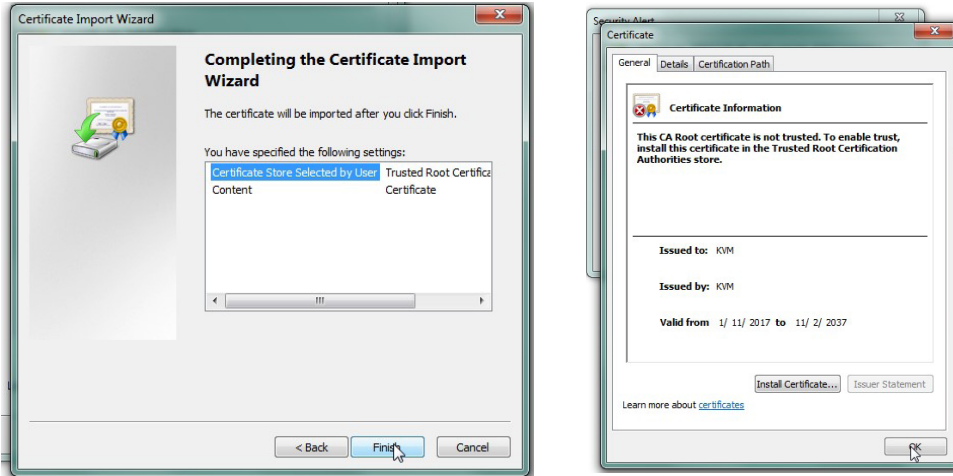 Certificate Import Wizard
Completing the Certificate Import
Wizard
The certificate will be imported after you click Finish.
You have specified the following settings:
Certificate Store Selected by User Trusted Root Certifica
Content Certificate
< Back Finish Cancel
Security Alert
Certificate
General Details Certification Path
Certificate Information
This CA Root certificate is not trusted. To enable trust,
install this certificate in the Trusted Root Certification
Authorities store.
Issued to: KVM
Issued by: KVM
Valid from 1/ 11/ 2017 to 11/ 2/ 2037
Install Certificate... Issuer Statement
Learn more about certificates
OK